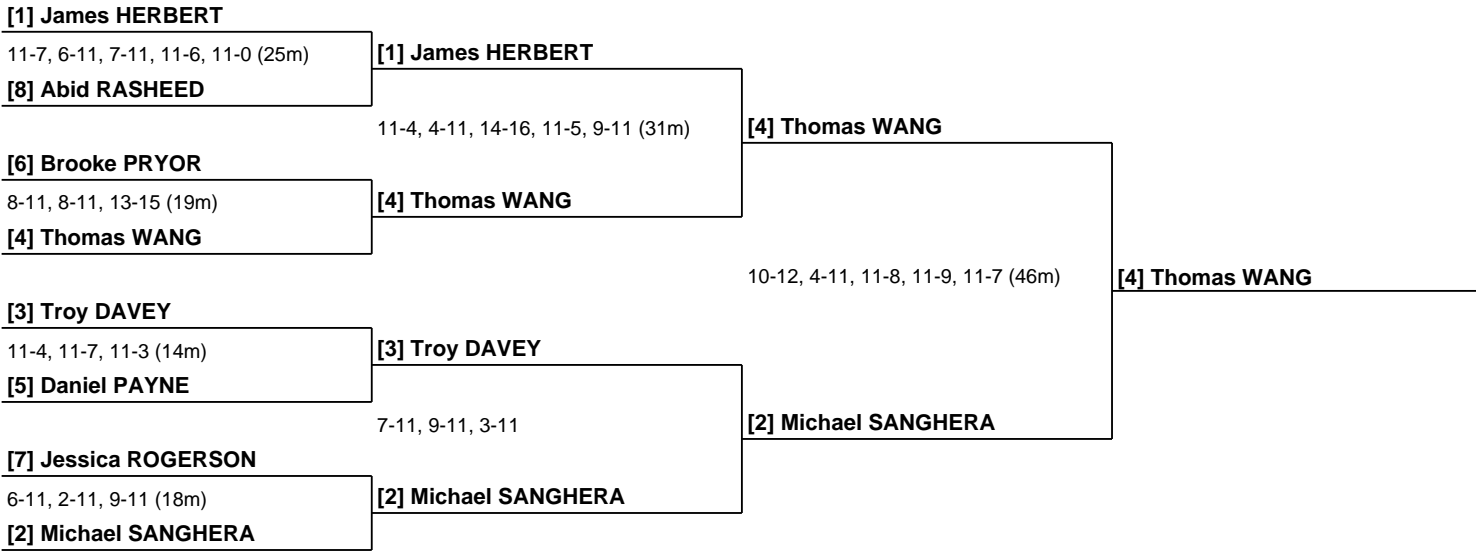 [1] James HERBERT
11-7, 6-11, 7-11, 11-6, 11-0 (25m)
[8] Abid RASHEED
[1] James HERBERT
11-4, 4-11, 14-16, 11-5, 9-11 (31m)
[6] Brooke PRYOR
8-11, 8-11, 13-15 (19m)
[4] Thomas WANG
[4] Thomas WANG
[4] Thomas WANG
10-12, 4-11, 11-8, 11-9, 11-7 (46m)
[4] Thomas WANG
[3] Troy DAVEY
11-4, 11-7, 11-3 (14m)
[5] Daniel PAYNE
[3] Troy DAVEY
7-11, 9-11, 3-11
[2] Michael SANGHERA
[7] Jessica ROGERSON
6-11, 2-11, 9-11 (18m)
[2] Michael SANGHERA
[2] Michael SANGHERA